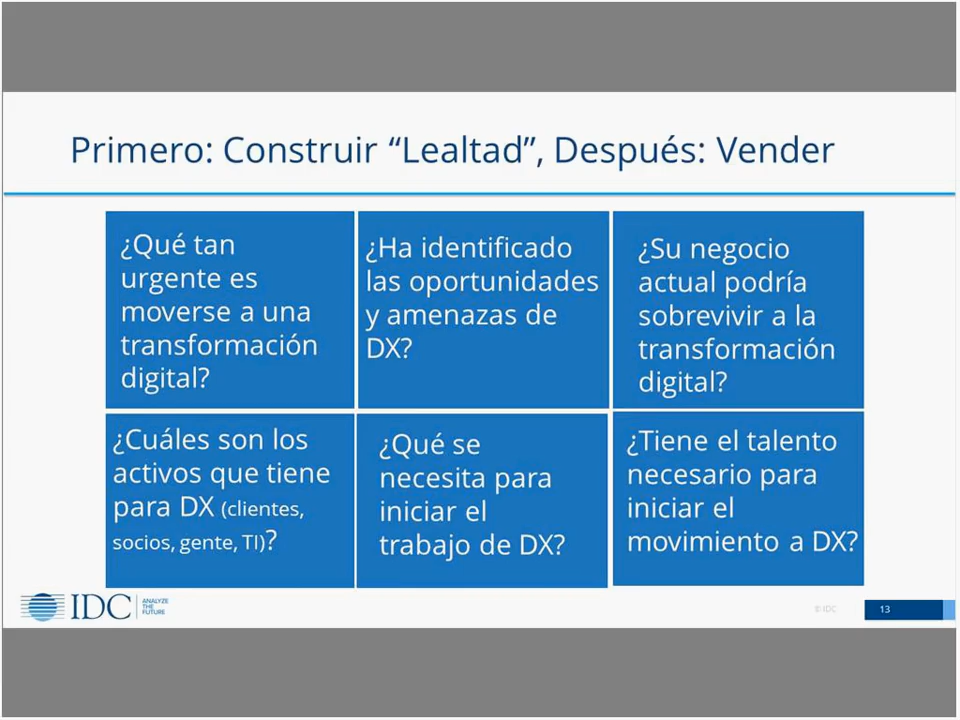 Primero: Construir “Lealtad”, Después: Vender
¿Qué tan
urgente es
moverse a una
transformación
digital?
¿Ha identificado
las oportunidades
y amenazas de
DX?
¿Su negocio
actual podría
sobrevivir a la
transformación
digital?
¿Cuáles son los
activos que tiene
para DX (clientes,
socios, gente, TI)?
¿Qué se
necesita para
iniciar el
trabajo de DX?
¿Tiene el talento
necesario para
iniciar el
movimiento a DX?
IDC
ANALYZE
THE
FUTURE
© IDC
13